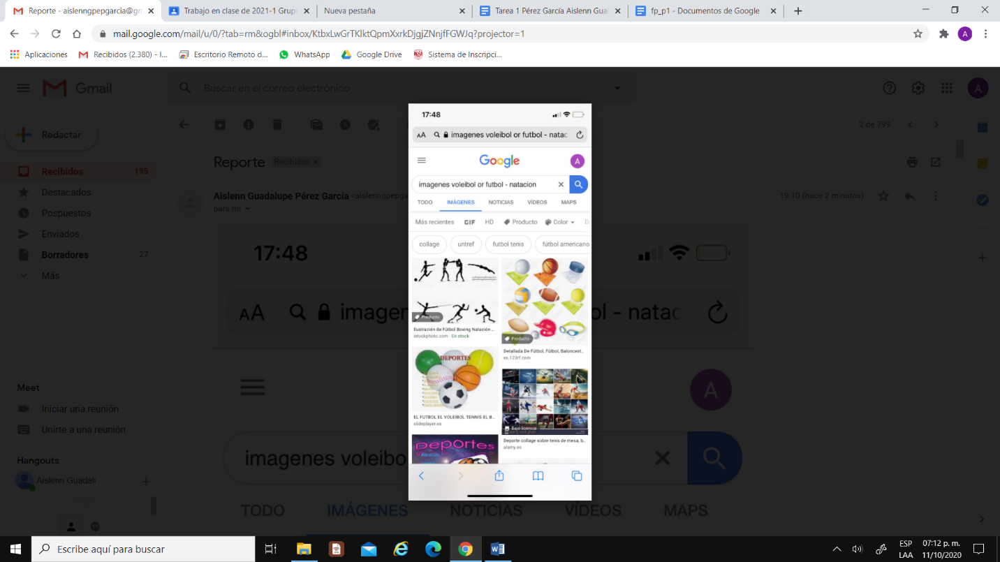 Reporte - aislenngpepgarcia@gm
Trabajo en clase de 2021-1 Grup
Nueva pestaña
Tarea 1 Pérez García Aislenn Gua
fp_p1 - Documentos de Google
mail.google.com/mail/u/0/?tab=rm&ogbl#inbox/KtbxLwGrTKlktQpmXxrkDjgjZNnjfFGWJq?projector=1
A
Aplicaciones
Recibidos (2.380) - I...
Escritorio Remoto d...
WhatsApp
Google Drive
Sistema de Inscripci...
Gmail
Buscar en el correo electrónico
A
Redactar
2 de 799
Recibidos 195
Destacados
Pospuestos
Enviados
Borradores 27
Más
Reporte
Recibidos
Aislenn Guadalupe Pérez García <aislenngpepga
para mí
19:10 (hace 2 minutos)
17:48
AA
imagen
ol - natac
A
imagenes voleibo
TODO
IMÁGENES
NOTICIAS
VÍDEOS
MAPS
Meet
Iniciar una reunión
Unirte a una reunión
Hangouts
Aislenn Guadalu
17:48
AA
imagenes voleibol or futbol - natac
Google
A
imagenes voleibol or futbol - natacion
TODO
IMÁGENES
NOTICIAS
VÍDEOS
MAPS
Más recientes
GIF
HD
Producto
Color
collage
untref
futbol tenis
fútbol americano
Producto
Ilustración de Fútbol Boxing Natación ...
istockphoto.com · En stock
Producto
Detallada De Fútbol, Fútbol, Baloncest...
es.123rf.com
DEPORTES
EL FUTBOL EL VOLEIBOL TENNIS EL B...
slideplayer.es
Bajo licencia
Deporte collage sobre tenis de mesa, b...
alamy.es
Deportes
Escribe aquí para buscar
ESP
LAA
07:12 p. m.
11/10/2020